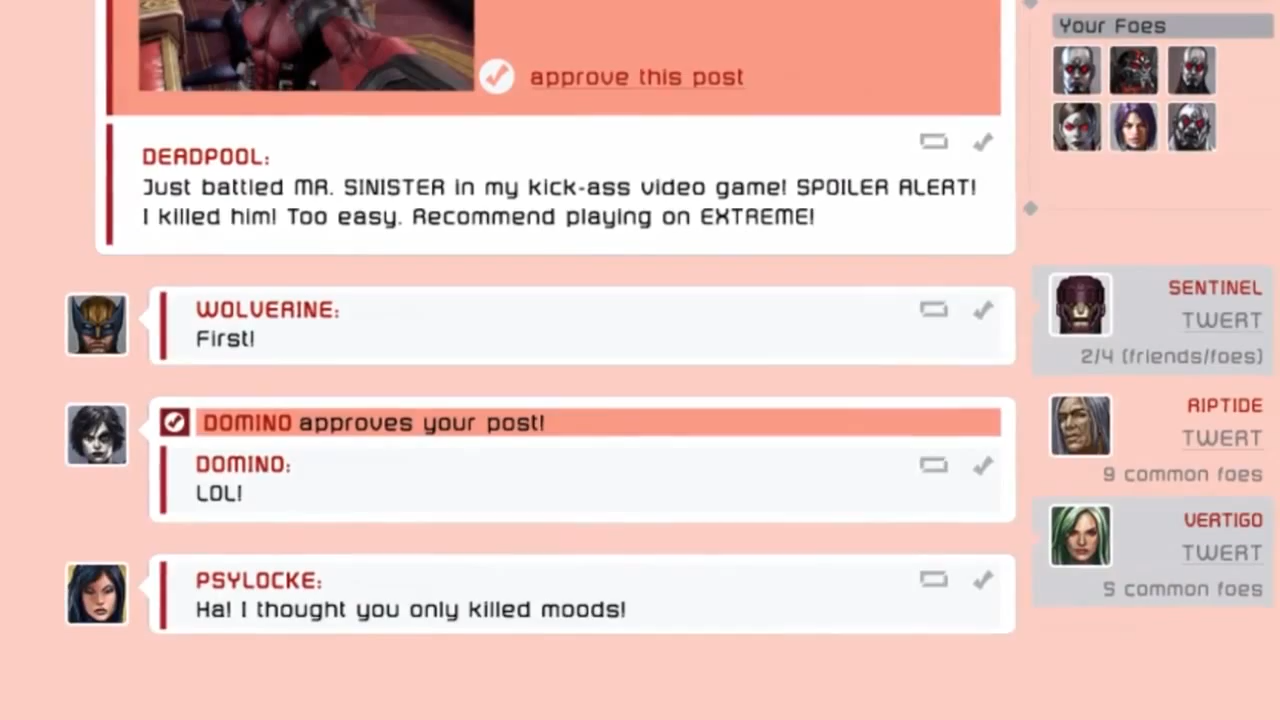 approve this post
DEADPOOL:
Just battled MR. SINISTER in my kick-ass video game! SPOILER ALERT!
I killed him! Too easy. Recommend playing on EXTREME!
WOLVERINE:
First!
DOMINO approves your post!
DOMINO:
LOL!
PSYLOCKE:
Ha! I thought you only killed moods!
Your Foes
SENTINEL
TWERT
2/4 (friends/foes)
RIPTIDE
TWERT
9 common foes
VERTIGO
TWERT
5 common foes